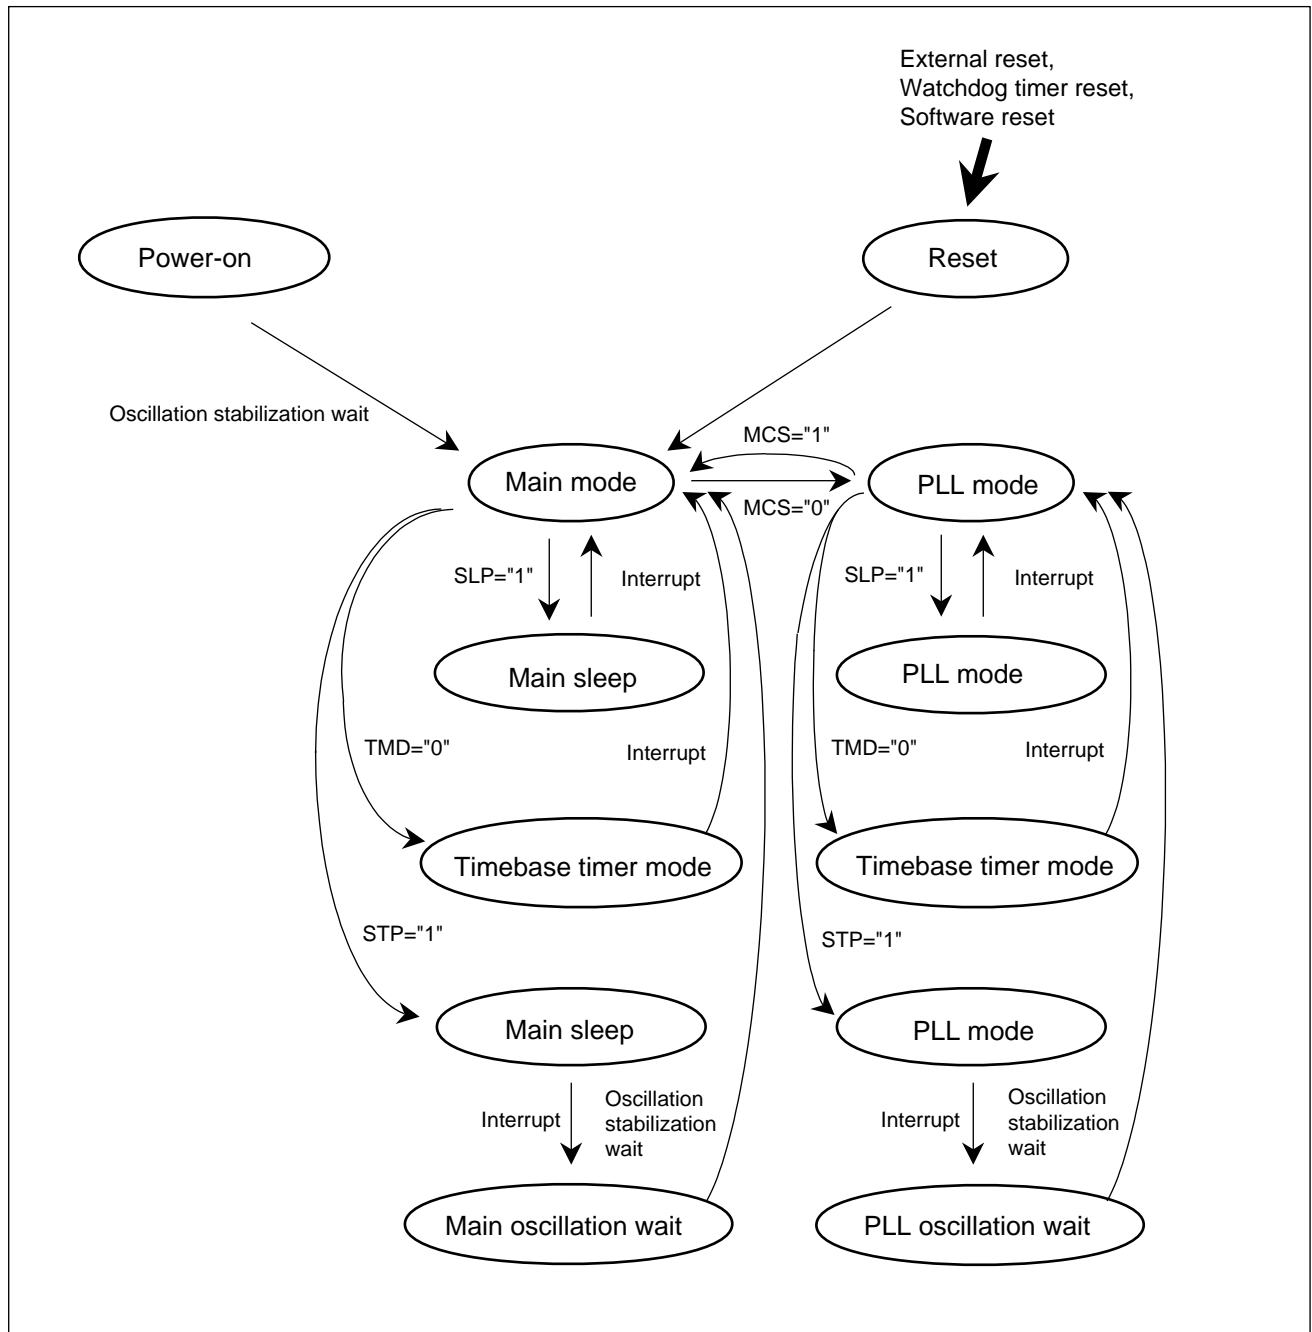 External reset,
Watchdog timer reset,
Software reset
Power-on
Reset
Oscillation stabilization wait
MCS="1"
Main mode
PLL mode
MCS="0"
SLP="1"
Interrupt
SLP="1"
Interrupt
Main sleep
PLL mode
TMD="0"
Interrupt
TMD="0"
Interrupt
Timebase timer mode
Timebase timer mode
STP="1"
STP="1"
Main sleep
PLL mode
Interrupt
Oscillation
stabilization
wait
Interrupt
Oscillation
stabilization
wait
Main oscillation wait
PLL oscillation wait